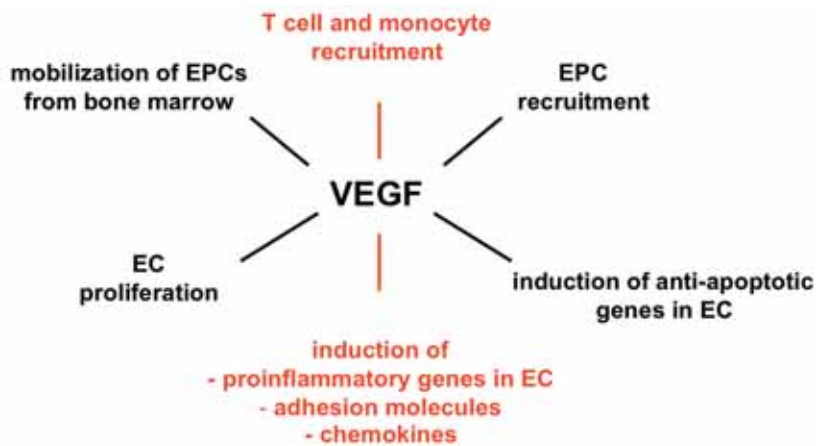 T cell and monocyte
recruitment
mobilization of EPCs
from bone marrow
EPC
recruitment
VEGF
EC
proliferation
induction of anti-apoptotic
genes in EC
induction of
- proinflammatory genes in EC
- adhesion molecules
- chemokines